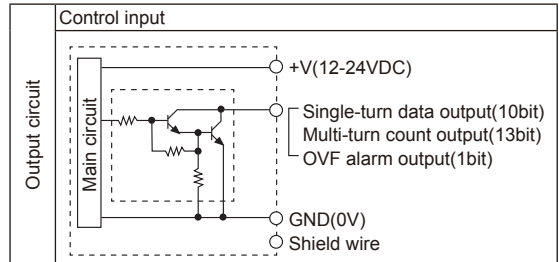 Control input
Output circuit
Main circuit
+V(12-24VDC)
Single-turn data output(10bit)
Multi-turn count output(13bit)
OVF alarm output(1bit)
GND(0V)
Shield wire